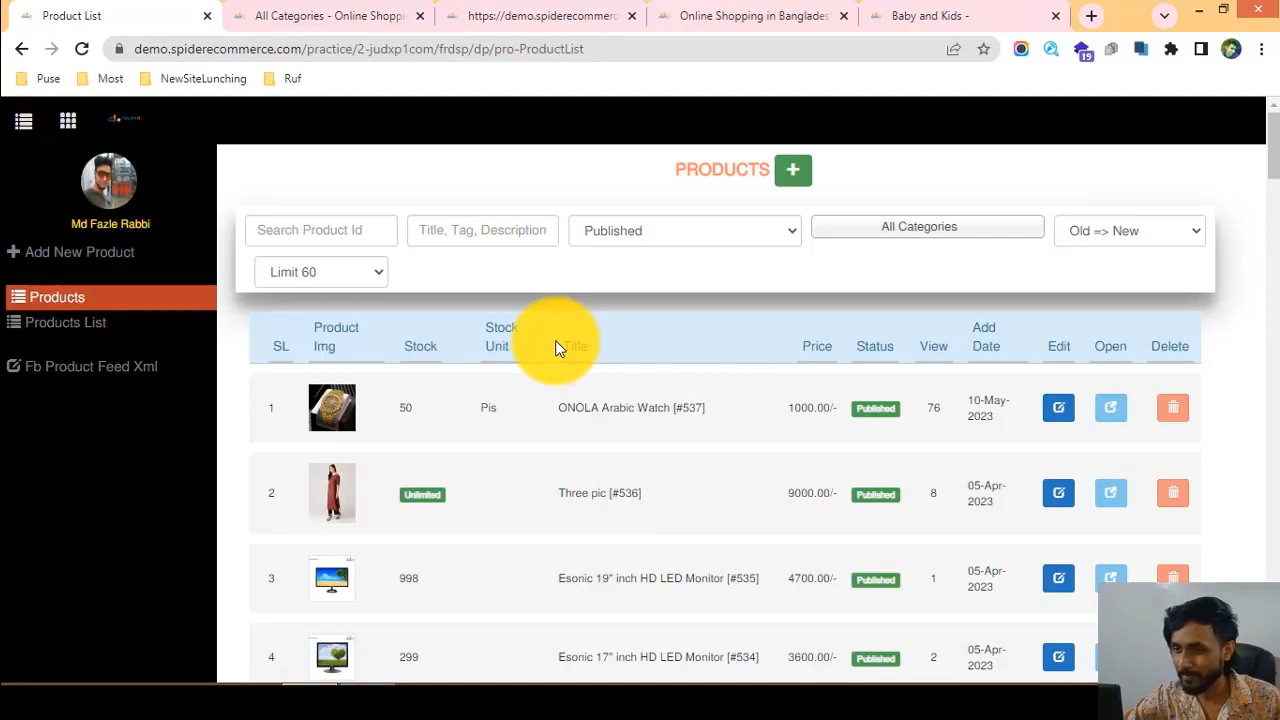 Product List
All Categories - Online Shoppi
https://demo.spiderecommerc
Online Shopping in Banglades
Baby and Kids -
demo.spiderecommerce.com/practice/2-judxp1com/frdsp/dp/pro-ProductList
19
Puse
Most
NewSiteLunching
Ruf
Md Fazle Rabbi
Add New Product
Products
Products List
Fb Product Feed Xml
PRODUCTS
Search Product Id
Title, Tag, Description
Published
All Categories
Old => New
Limit 60
SL
Product Img
Stock
Stock Unit
Title
Price
Status
View
Add Date
Edit
Open
Delete
1
50
Pis
ONOLA Arabic Watch [#537]
1000.00/-
Published
76
10-May-2023
2
Unlimited
Three pic [#536]
9000.00/-
Published
8
05-Apr-2023
3
998
Esonic 19" inch HD LED Monitor [#535]
4700.00/-
Published
1
05-Apr-2023
4
299
Esonic 17" inch HD LED Monitor [#534]
3600.00/-
Published
2
05-Apr-2023